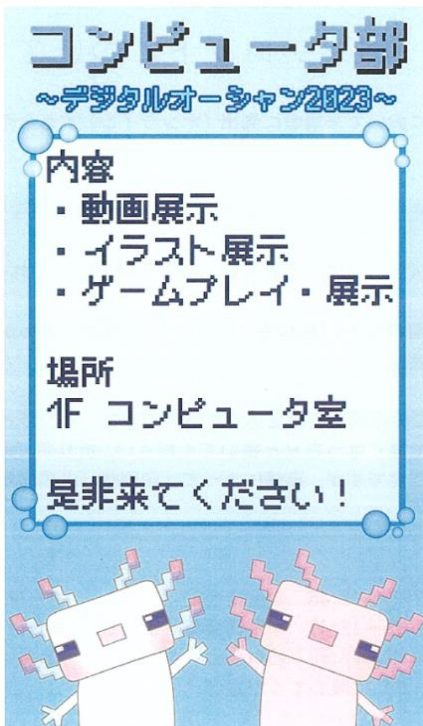 コンピュータ部
～デジタルオーシャン2023～
内容
・動画展示
・イラスト展示
・ゲームプレイ・展示
場所
1F コンピュータ室
是非来てください！